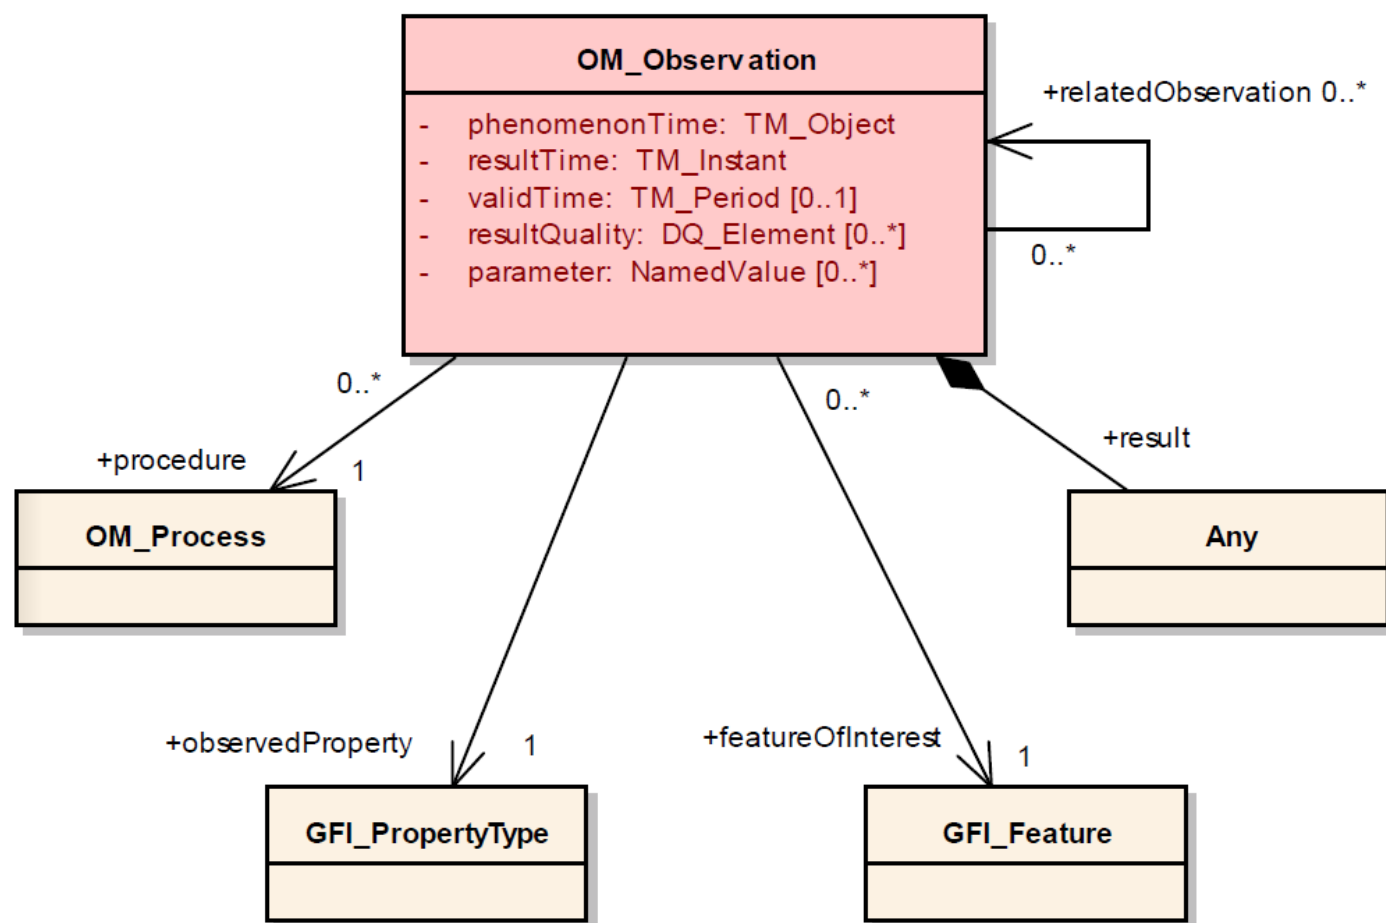 OM_Observation
+relatedObservation 0..*
- phenomenonTime: TM_Object
- resultTime: TM_Instant
- validTime: TM_Period [0..1]
- resultQuality: DQ_Element [0..*]
- parameter: NamedValue [0..*]
0..*
0..*
0..*
+procedure
1
+result
OM_Process
Any
+observedProperty
1
+featureOfInterest
1
GFI_PropertyType
GFI_Feature